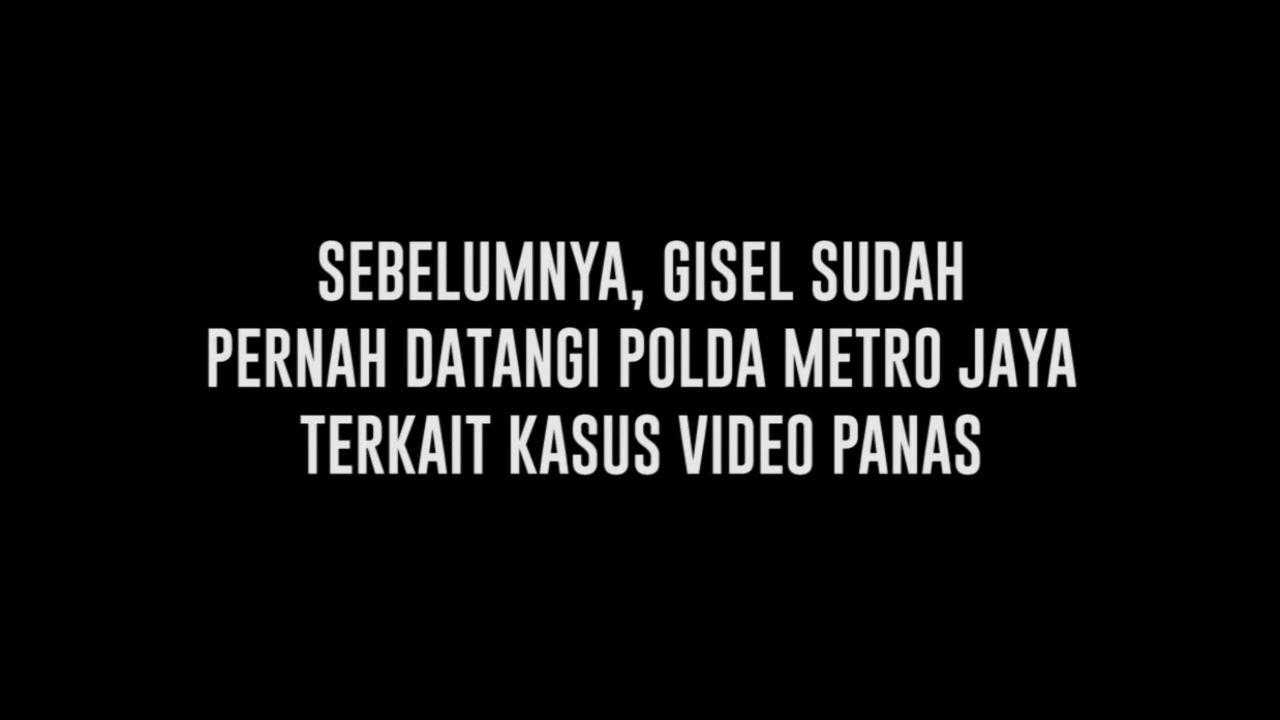 SEBELUMNYA, GISEL SUDAH
PERNAH DATANGI POLDA METRO JAYA
TERKAIT KASUS VIDEO PANAS